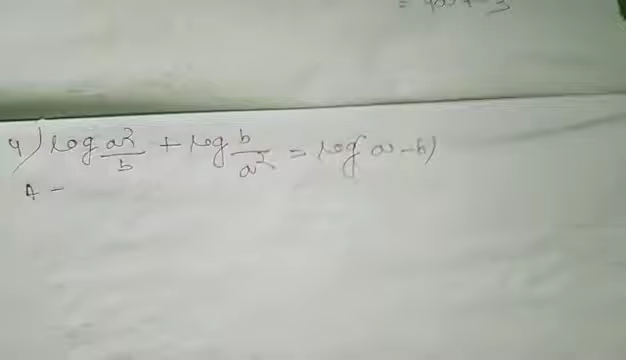 4) log a²/b + log b/a² = log a - b)
A -